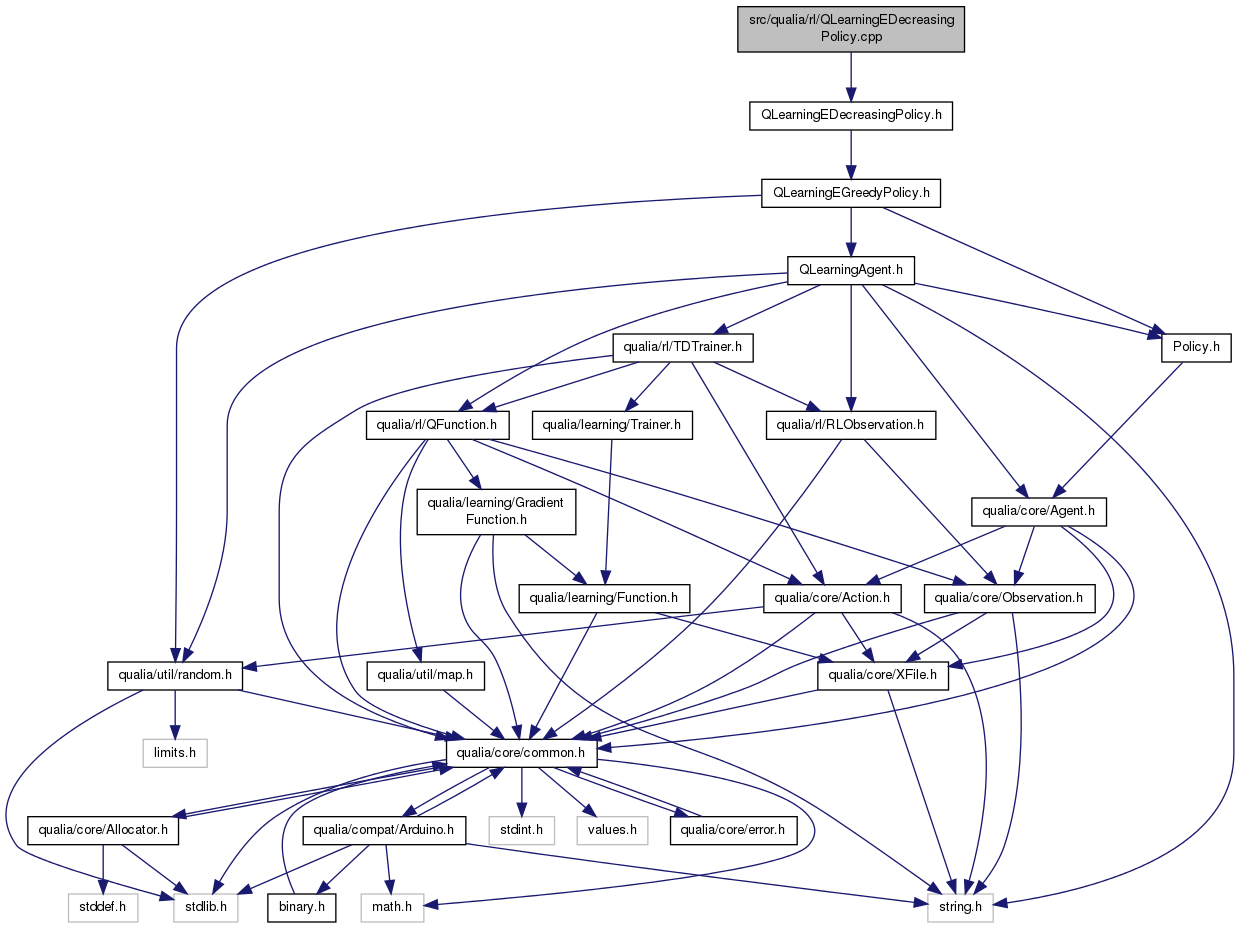 src/qualia/rl/QLearningEDecreasing
Policy.cpp
QLearningEDecreasingPolicy.h
QLearningEGreedyPolicy.h
QLearningAgent.h
qualia/rl/TDTrainer.h
Policy.h
qualia/rl/QFunction.h
qualia/learning/Trainer.h
qualia/rl/RLObservation.h
qualia/learning/Gradient
Function.h
qualia/core/Agent.h
qualia/learning/Function.h
qualia/core/Action.h
qualia/core/Observation.h
qualia/util/random.h
qualia/util/map.h
qualia/core/XFile.h
limits.h
qualia/core/common.h
qualia/core/Allocator.h
qualia/compat/Arduino.h
stdint.h
values.h
qualia/core/error.h
stddef.h
stdlib.h
binary.h
math.h
string.h